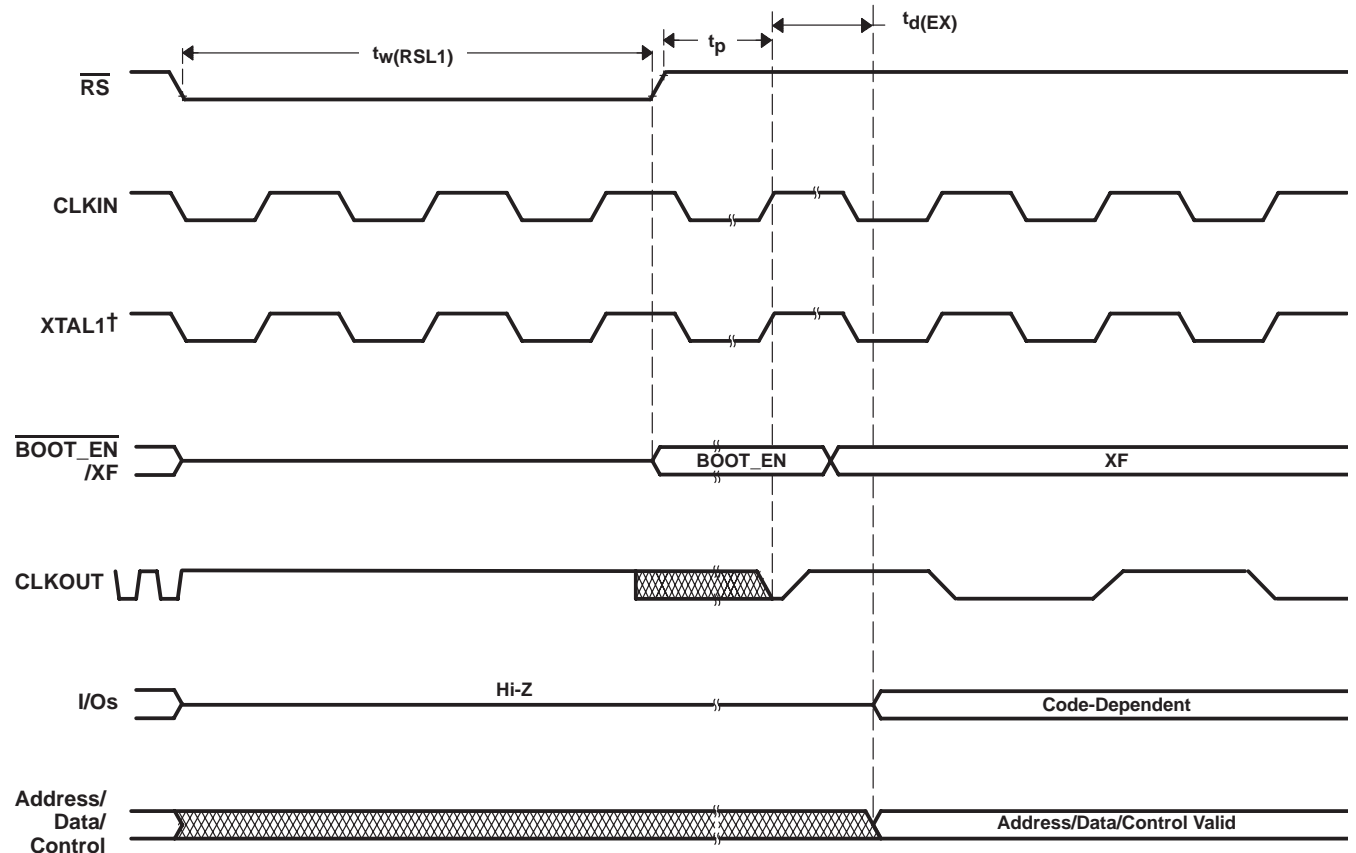 td(EX)
tw(RSL1)
tp
RS
CLKIN
XTAL1†
BOOT_EN
/XF
BOOT_EN
XF
CLKOUT
I/Os
Hi-Z
Code-Dependent
Address/
Data/
Control
Address/Data/Control Valid